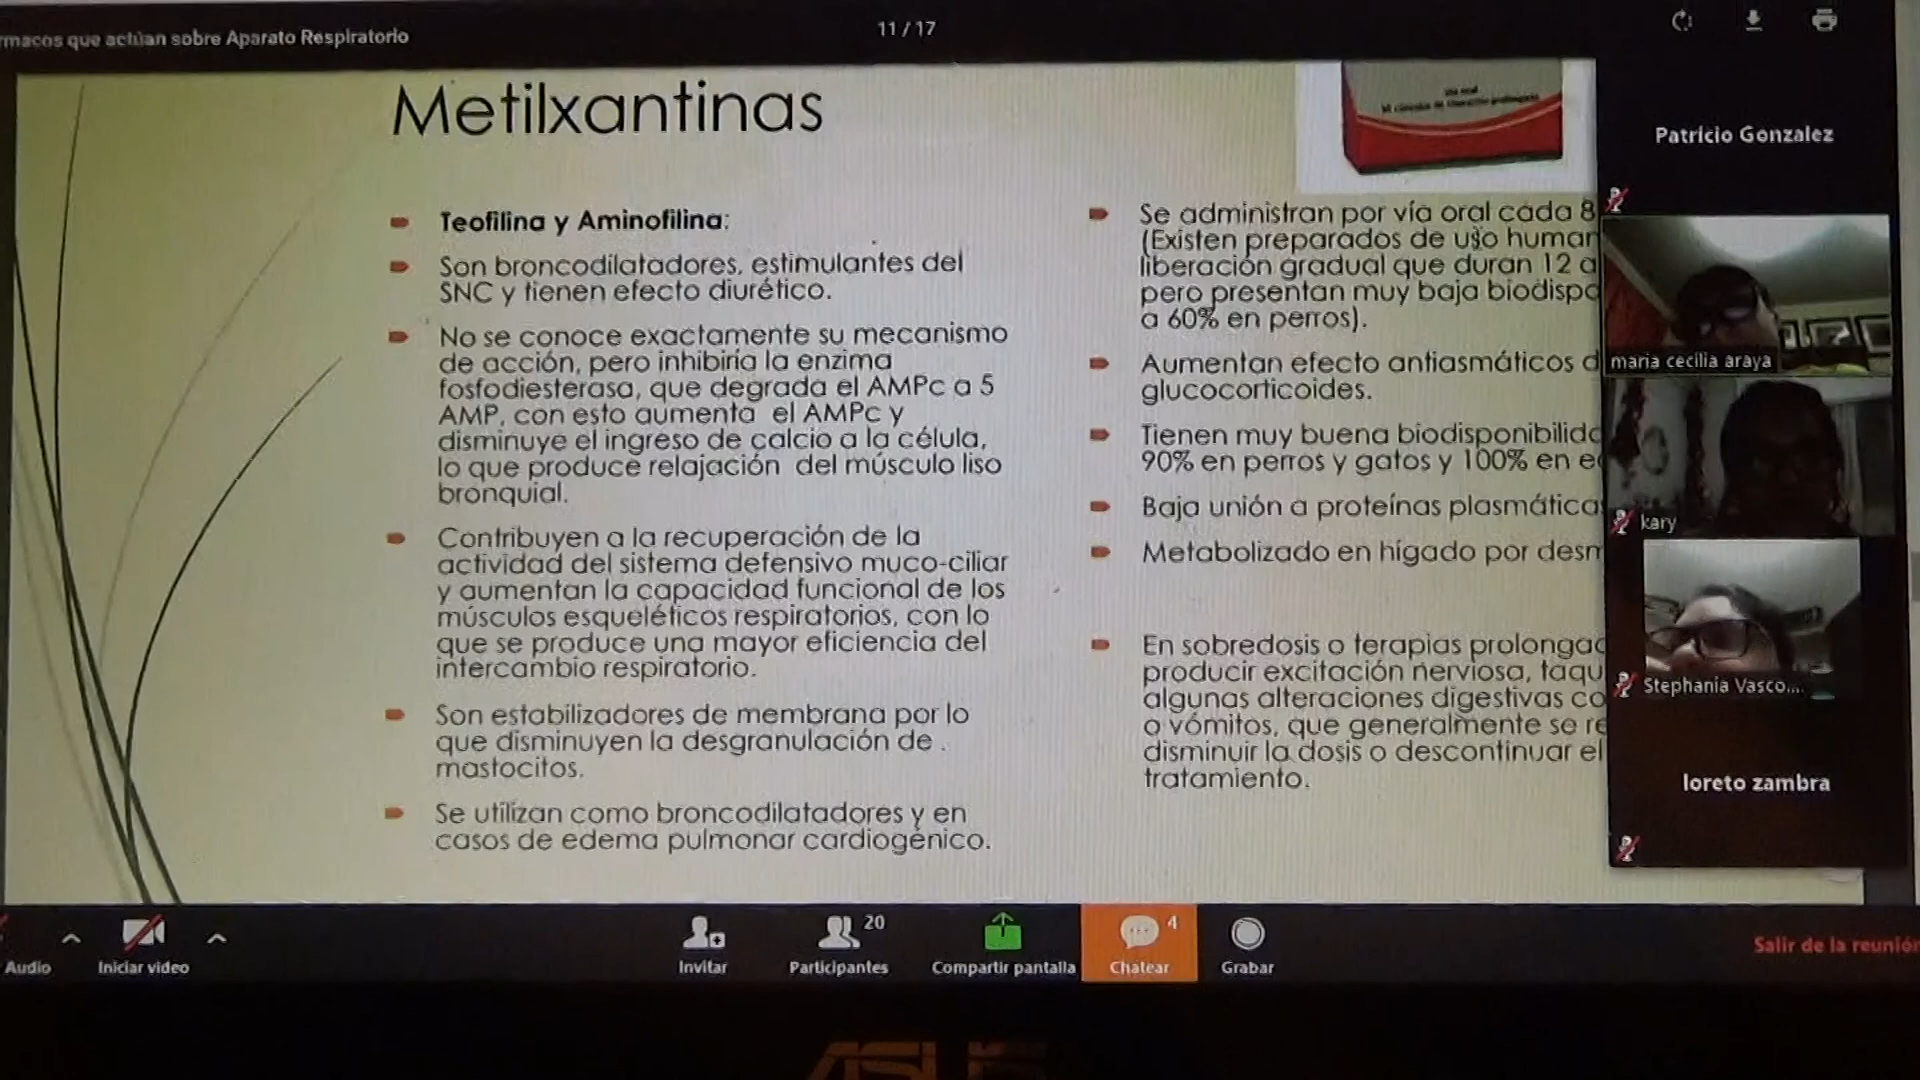 rmacos que actúan sobre Aparato Respiratorio
11 / 17
Metilxantinas
Teofilina y Aminofilina:
Son broncodilatadores, estimulantes del
SNC y tienen efecto diurético.
No se conoce exactamente su mecanismo
de acción, pero inhibiría la enzima
fosfodiesterasa, que degrada el AMPc a 5
AMP, con esto aumenta el AMPc y
disminuye el ingreso de calcio a la célula,
lo que produce relajación del músculo liso
bronquial.
Contribuyen a la recuperación de la
actividad del sistema defensivo muco-ciliar
y aumentan la capacidad funcional de los
músculos esqueléticos respiratorios, con lo
que se produce una mayor eficiencia del
intercambio respiratorio.
Son estabilizadores de membrana por lo
que disminuyen la desgranulación de .
mastocitos.
Se utilizan como broncodilatadores y en
casos de edema pulmonar cardiogénico.
Se administran por vía oral cada 8
(Existen preparados de uso human
liberación gradual que duran 12 a
pero presentan muy baja biodispo
a 60% en perros).
Aumentan efecto antiasmáticos d
glucocorticoides.
Tienen muy buena biodisponibilida
90% en perros y gatos y 100% en e
Baja unión a proteínas plasmáticas
Metabolizado en hígado por desm
En sobredosis o terapias prolongad
producir excitación nerviosa, taqu
algunas alteraciones digestivas co
o vómitos, que generalmente se re
disminuir la dosis o descontinuar el
tratamiento.
Patricio Gonzalez
maria cecilia araya
kary
Stephania Vasco...
loreto zambra
Audio
Iniciar video
Invitar
20
Participantes
Compartir pantalla
4
Chatear
Grabar
Salir de la reunión